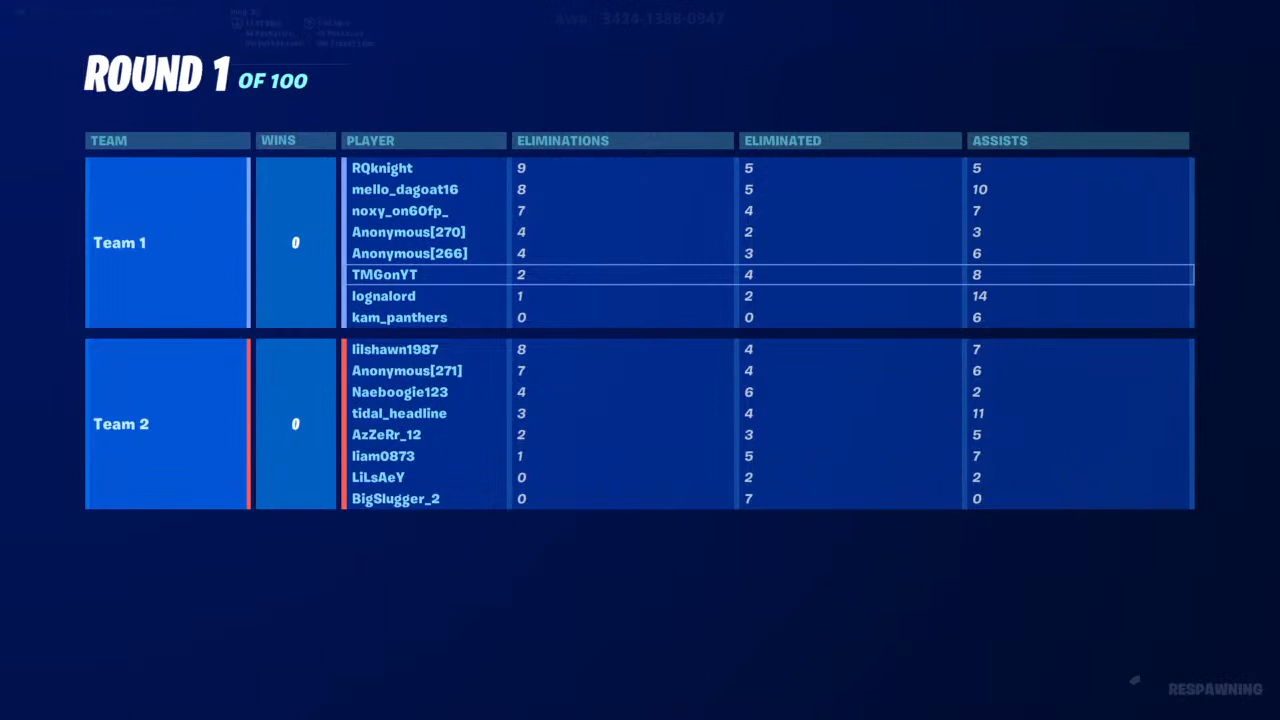 3434-1388-0947
ROUND 1 OF 100
TEAM WINS PLAYER ELIMINATIONS ELIMINATED ASSISTS
Team 1 0
RQknight 9 5 5
mello_dagoat16 8 5 10
noxy_on60fp_ 7 4 7
Anonymous[270] 4 2 3
Anonymous[266] 4 3 6
TMGonYT 2 4 8
lognalord 1 2 14
kam_panthers 0 0 6
Team 2 0
lilshawn1987 8 4 7
Anonymous[271] 7 4 6
Naeboogie123 4 6 2
tidal_headline 3 4 11
AzZeRr_12 2 3 5
liam0873 1 5 7
LiLsAeY 0 2 2
BigSlugger_2 0 7 0
RESPAWNING